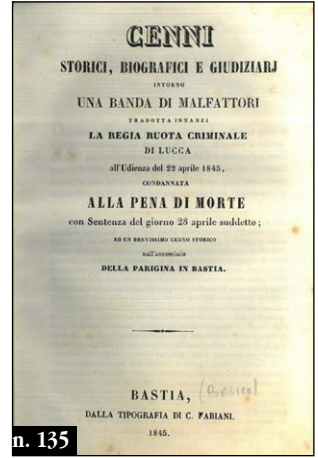 CENNI
STORICI, BIOGRAFICI E GIUDIZIARJ
INTORNO
UNA BANDA DI MALFATTORI
TRADOTTA INNANZI
LA REGIA RUOTA CRIMINALE
DI LUCCA
all'Udienza del 22 aprile 1845,
CONDANNATA
ALLA PENA DI MORTE
con Sentenza del giorno 28 aprile suddetto;
ED UN BREVISSIMO CENNO STORICO
sull'assassinio
DELLA PARIGINA IN BASTIA.
BASTIA,
DALLA TIPOGRAFIA DI C. FABIANI.
1845.
n. 135